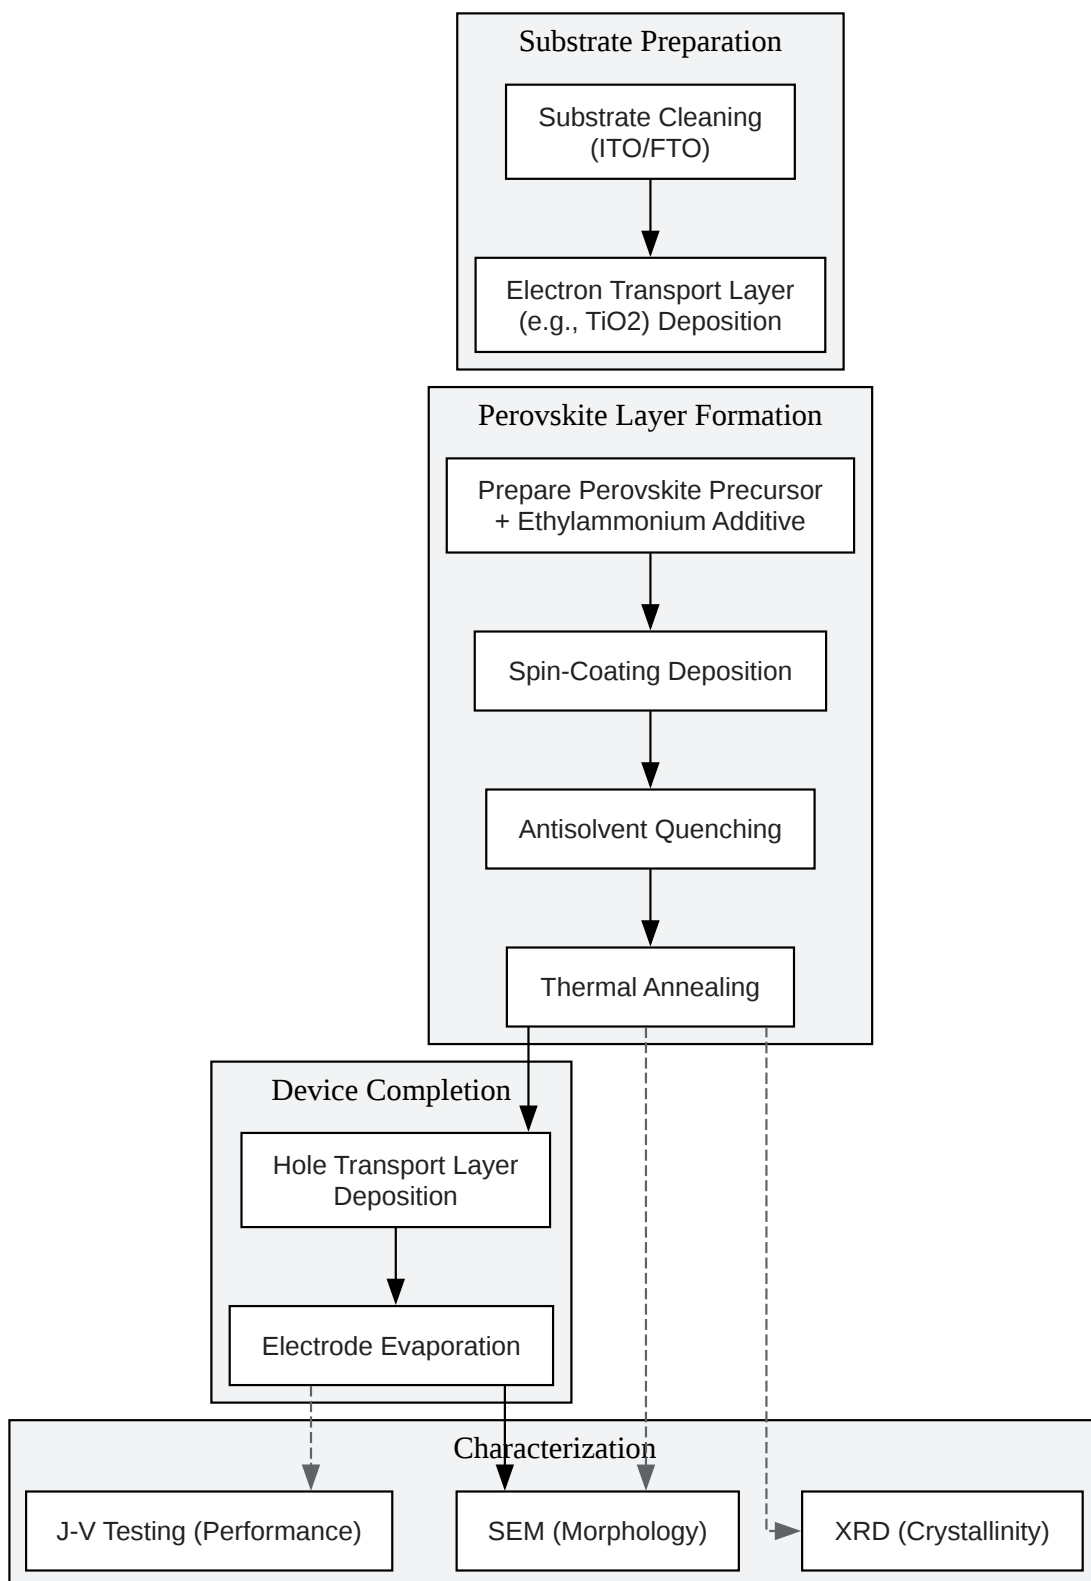 Substrate Preparation
Substrate Cleaning
(ITO/FTO)
Electron Transport Layer
(e.g., TiO2) Deposition
Perovskite Layer Formation
Prepare Perovskite Precursor
+ Ethylammonium Additive
Spin-Coating Deposition
Antisolvent Quenching
Thermal Annealing
Device Completion
Hole Transport Layer
Deposition
Electrode Evaporation
Characterization
J-V Testing (Performance)
SEM (Morphology)
XRD (Crystallinity)